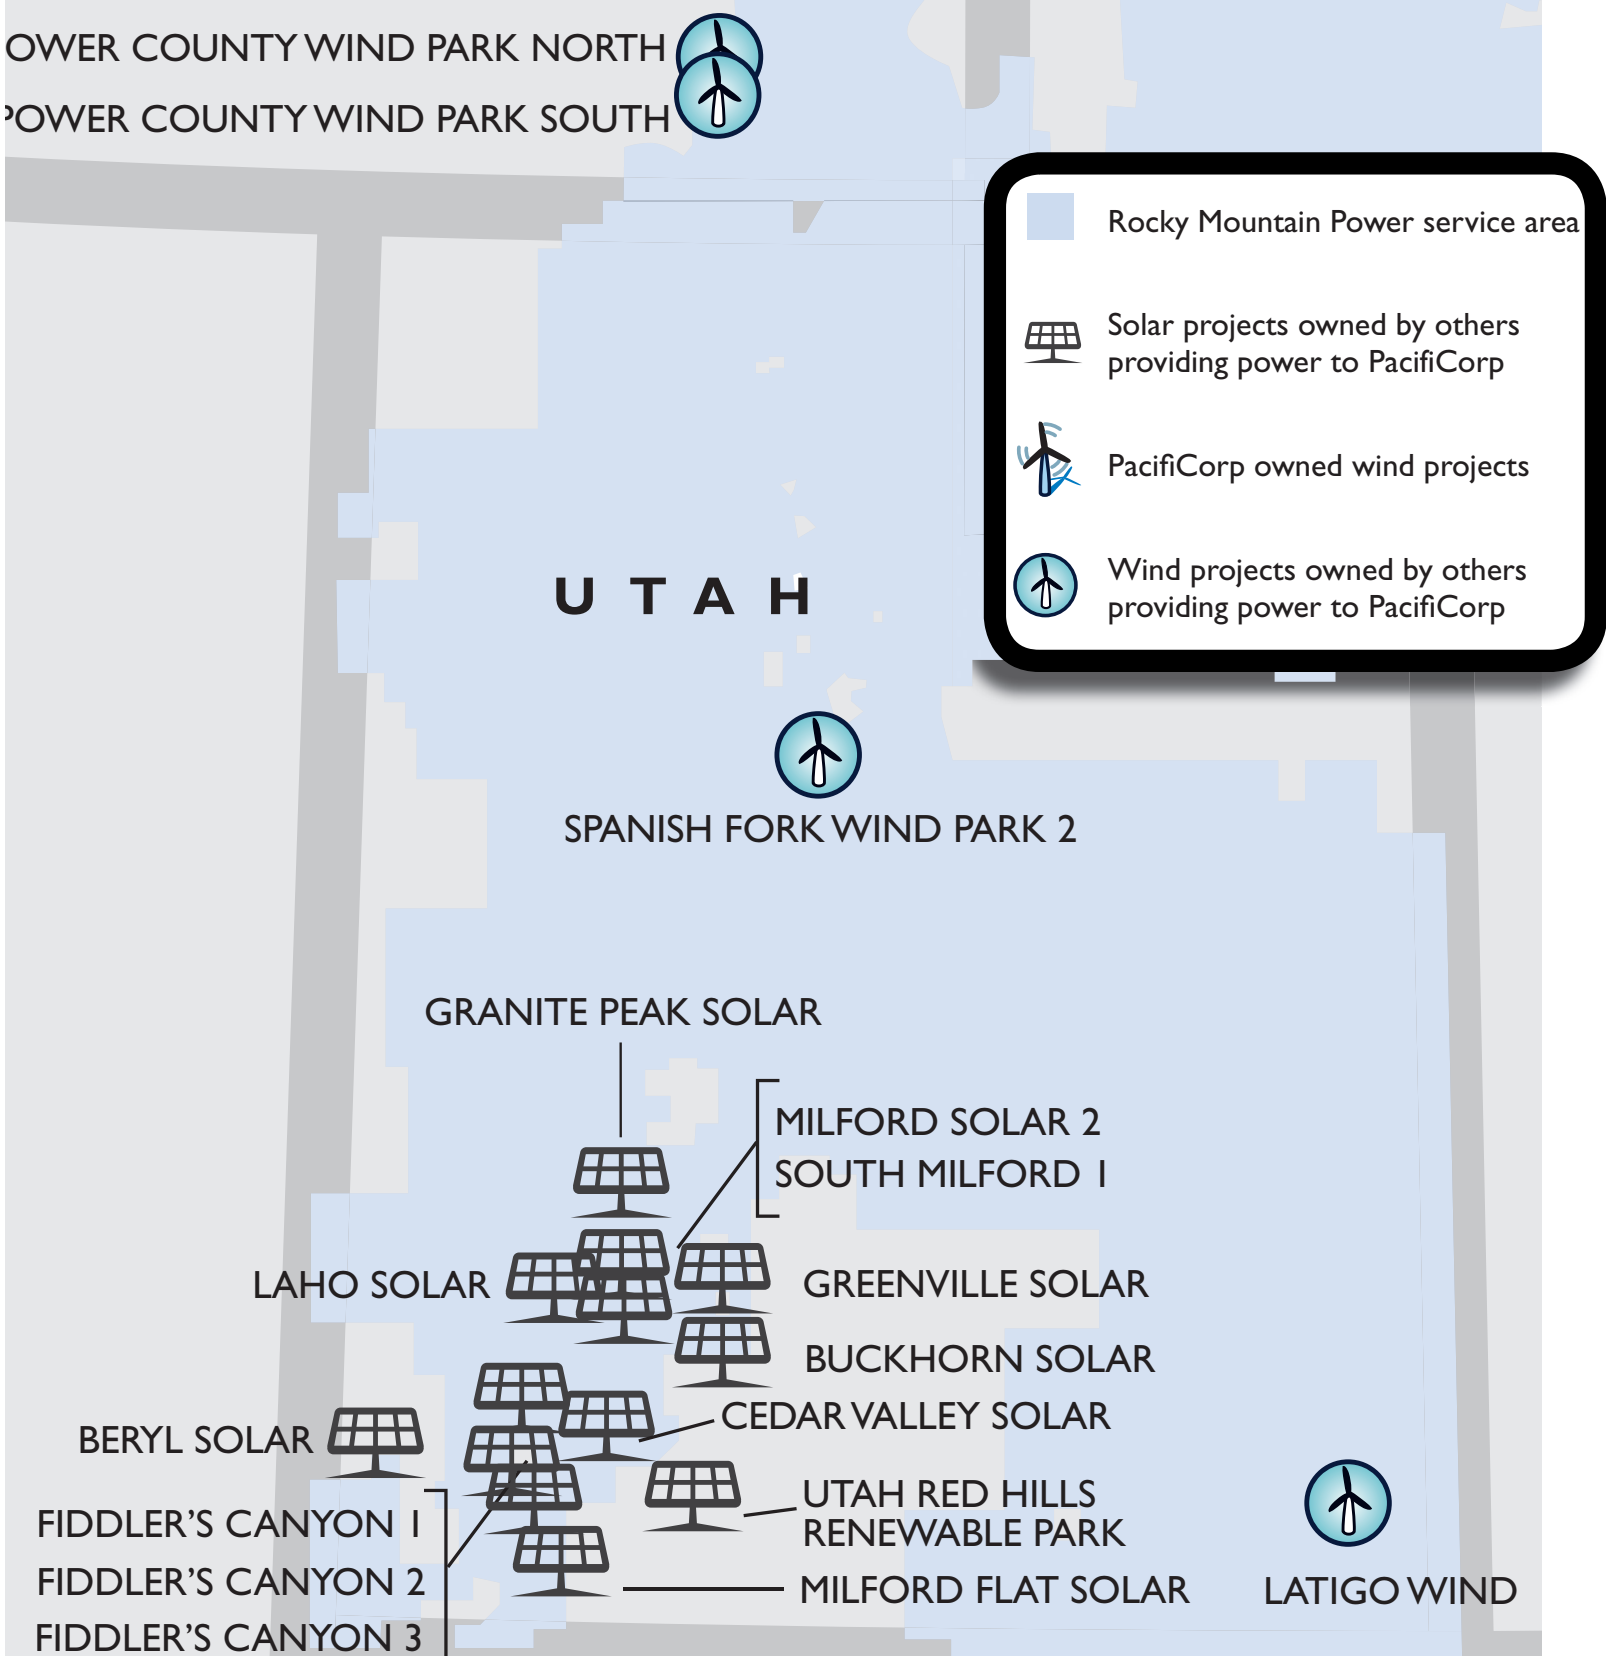 OWER COUNTY WIND PARK NORTH
POWER COUNTY WIND PARK SOUTH
Rocky Mountain Power service area
Solar projects owned by others
providing power to PacifiCorp
PacifiCorp owned wind projects
Wind projects owned by others
providing power to PacifiCorp
UTAH
SPANISH FORK WIND PARK 2
GRANITE PEAK SOLAR
MILFORD SOLAR 2
SOUTH MILFORD 1
LAHO SOLAR
GREENVILLE SOLAR
BUCKHORN SOLAR
CEDAR VALLEY SOLAR
BERYL SOLAR
UTAH RED HILLS
RENEWABLE PARK
FIDDLER'S CANYON 1
FIDDLER'S CANYON 2
FIDDLER'S CANYON 3
MILFORD FLAT SOLAR
LATIGO WIND